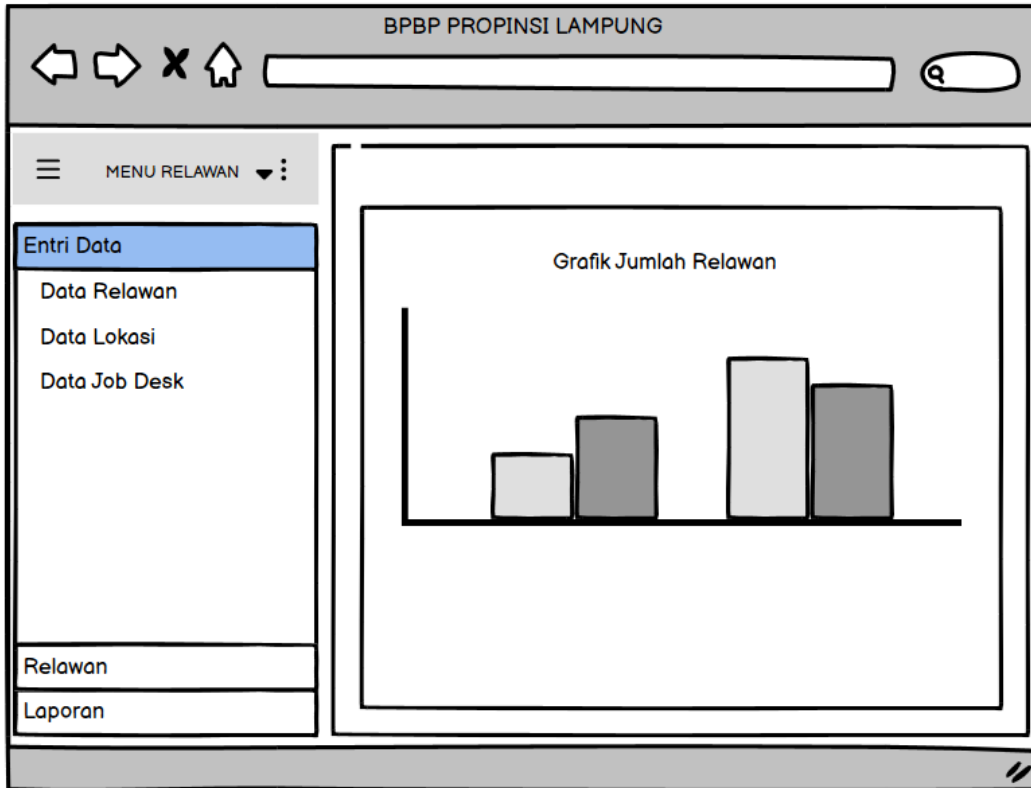 BPBP PROPINSI LAMPUNG
MENU RELAWAN
Entri Data
Data Relawan
Data Lokasi
Data Job Desk
Relawan
Laporan
Grafik Jumlah Relawan